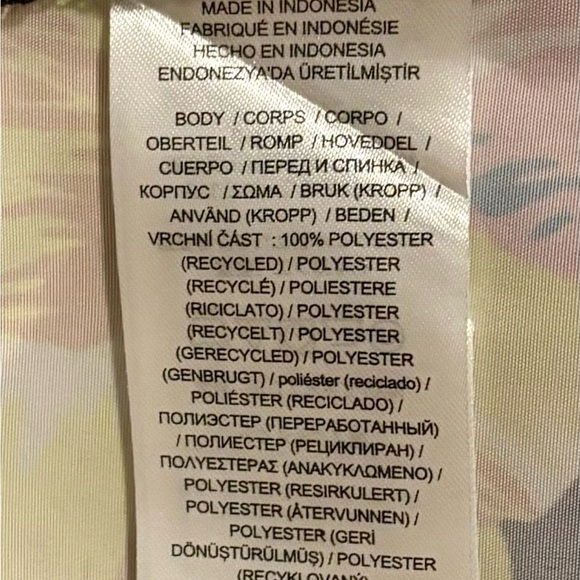 MADE IN INDONESIA
FABRIQUÉ EN INDONÉSIE
HECHO EN INDONESIA
ENDONEZYA'DA ÜRETİLMİŞTİR
BODY / CORPS / CORPO /
OBERTEIL / ROMP / HOVEDDEL /
CUERPO / ПЕРЕД И СПИНКА /
КОРПУС / ΣΩΜΑ / BRUK (KROPP) /
ANVÄND (KROPP) / BEDEN /
VRCHNÍ ČÁST : 100% POLYESTER
(RECYCLED) / POLYESTER
(RECYCLÉ) / POLIESTERE
(RICICLATO) / POLYESTER
(RECYCELT) / POLYESTER
(GERECYCLED) / POLYESTER
(GENBRUGT) / poliéster (reciclado) /
POLIÉSTER (RECICLADO) /
ПОЛИЭСТЕР (ПЕРЕРАБОТАННЫЙ)
/ ПОЛИЕСТЕР (РЕЦИКЛИРАН) /
ΠΟΛΥΕΣΤΕΡΑΣ (ΑΝΑΚΥΚΛΩΜΕΝΟ) /
POLYESTER (RESIRKULERT) /
POLYESTER (ÅTERVUNNEN) /
POLYESTER (GERİ
DÖNÜŞTÜRÜLMÜŞ) / POLYESTER
(RECYKLOVANÝ)